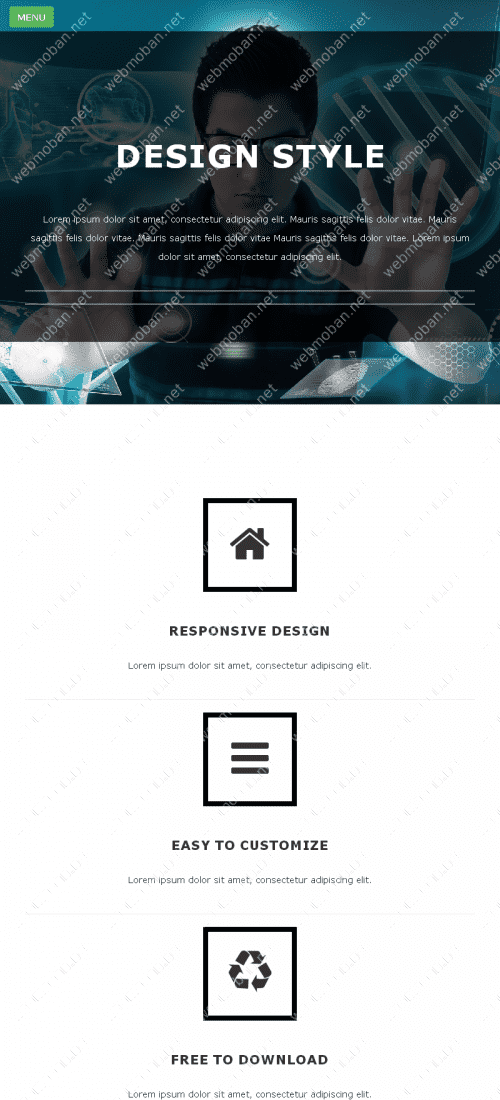 MENU
DESIGN STYLE
Lorem ipsum dolor sit amet, consectetur adipiscing elit. Mauris sagittis felis dolor vitae. Mauris
sagittis felis dolor vitae. Mauris sagittis felis dolor vitae Mauris sagittis felis dolor vitae. Lorem ipsum
dolor sit amet, consectetur adipiscing elit.
webmoban.net
RESPONSIVE DESIGN
Lorem ipsum dolor sit amet, consectetur adipiscing elit.
EASY TO CUSTOMIZE
Lorem ipsum dolor sit amet, consectetur adipiscing elit.
FREE TO DOWNLOAD
Lorem ipsum dolor sit amet, consectetur adipiscing elit.